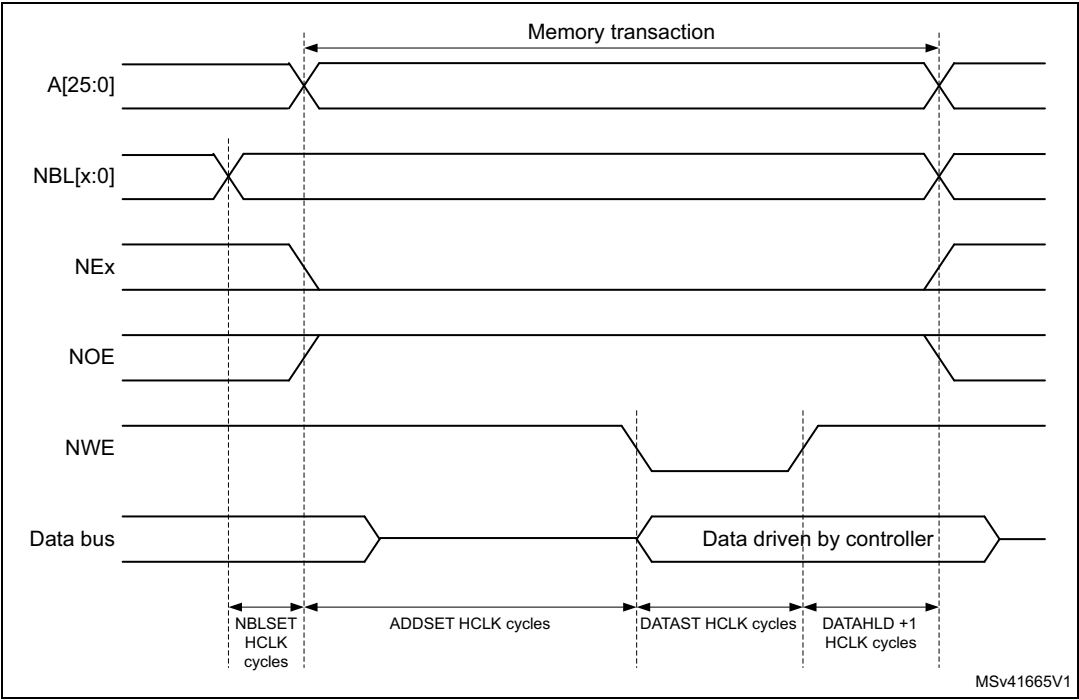 Memory transaction
A[25:0]
NBL[x:0]
NEx
NOE
NWE
Data bus
Data driven by controller
NBLSET
HCLK
cycles
ADDSET HCLK cycles
DATAST HCLK cycles
DATAHLD +1
HCLK cycles
MSv41665V1